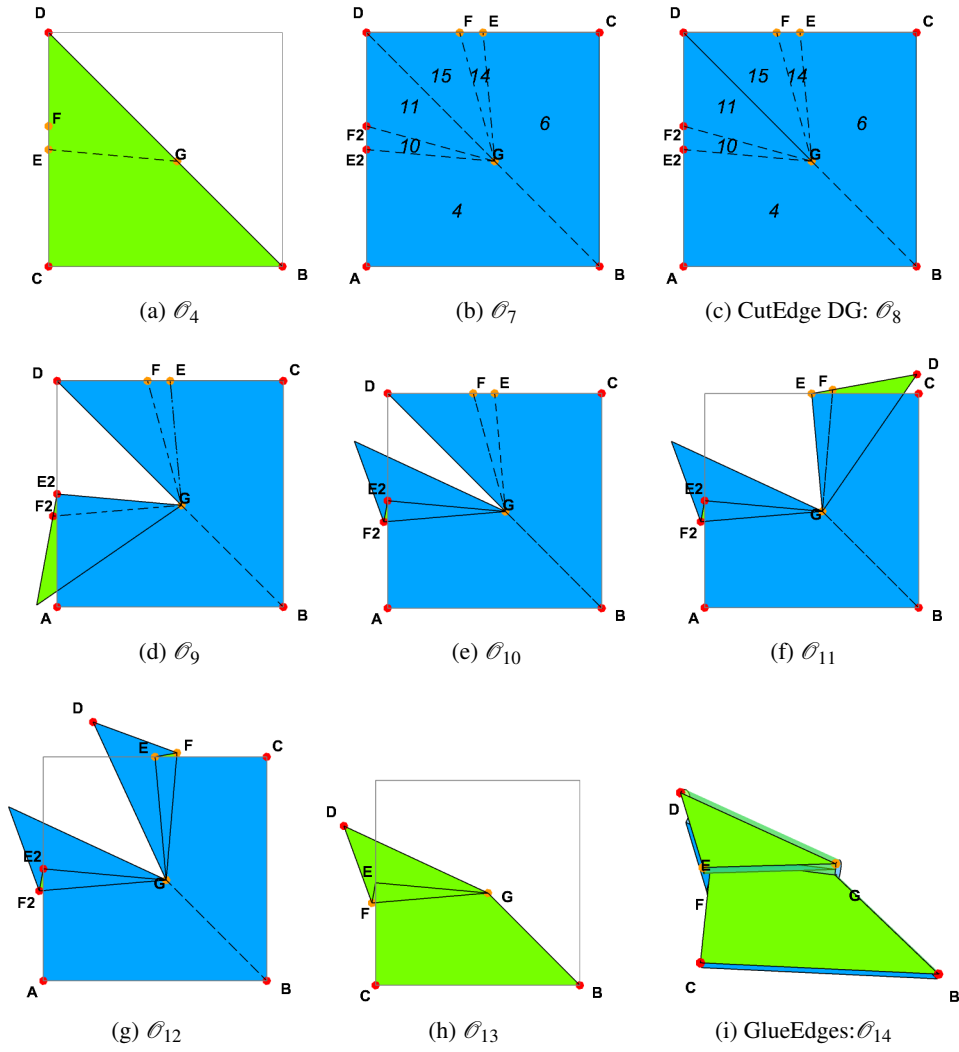 D
F
E
G
C
B
(a) 𝒪4
D
F
E
C
15
14
11
6
F2
E2
10
G
4
A
B
(b) 𝒪7
D
F
E
C
15
14
11
6
F2
E2
10
G
4
A
B
(c) CutEdge DG: 𝒪8
D
F
E
C
E2
F2
G
A
B
(d) 𝒪9
D
F
E
C
E2
F2
G
A
B
(e) 𝒪10
D
E
F
C
E2
F2
G
A
B
(f) 𝒪11
D
E
F
C
E2
F2
G
A
B
(g) 𝒪12
D
E
F
G
C
B
(h) 𝒪13
D
E
F
G
C
B
(i) GlueEdges:𝒪14